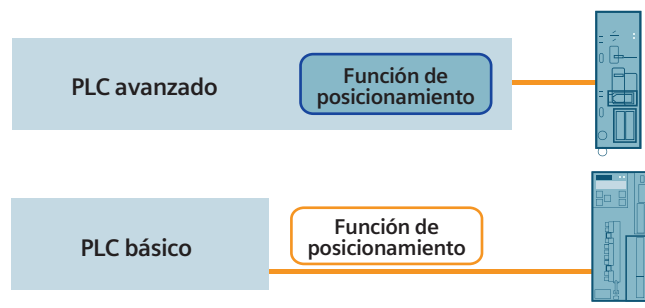 PLC avanzado
Función de
posicionamiento
PLC básico
Función de
posicionamiento